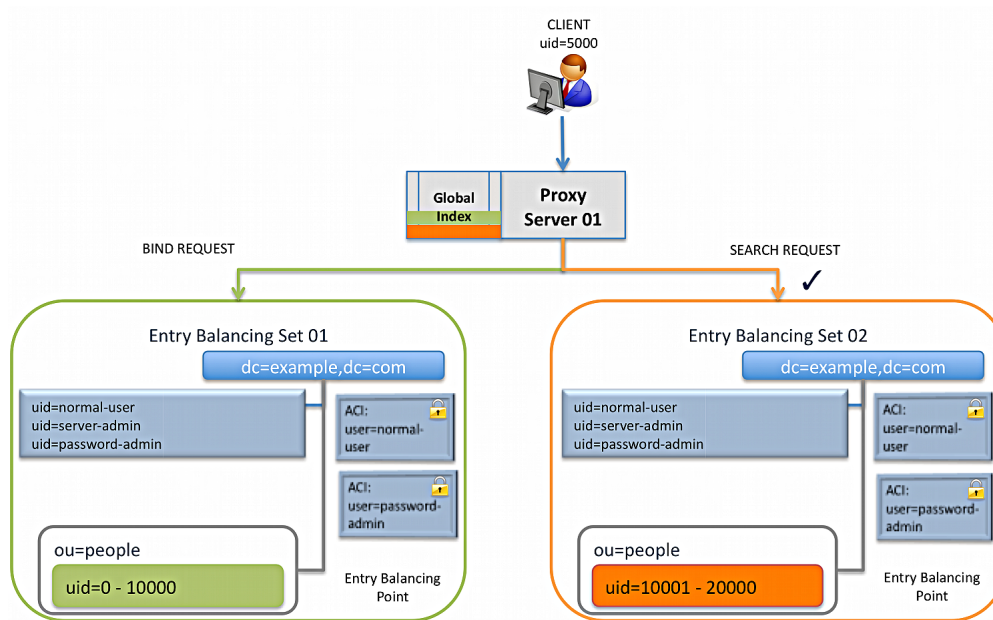 CLIENT
uid=5000
Global
Index
Proxy
Server 01
BIND REQUEST
SEARCH REQUEST
✓
Entry Balancing Set 01
dc=example,dc=com
uid=normal-user
uid=server-admin
uid=password-admin
ACI:
user=normal-
user
ACI:
user=password-
admin
ou=people
uid=0 - 10000
Entry Balancing
Point
Entry Balancing Set 02
dc=example,dc=com
uid=normal-user
uid=server-admin
uid=password-admin
ACI:
user=normal-
user
ACI:
user=password-
admin
ou=people
uid=10001 - 20000
Entry Balancing
Point